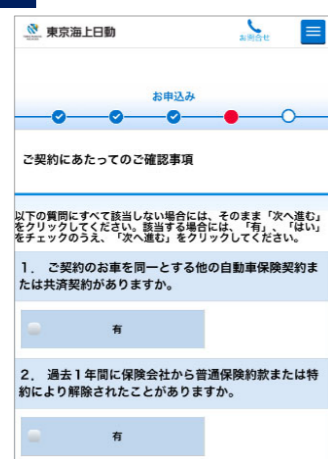 東京海上日動
お問合せ
お申込み
ご契約にあたってのご確認事項
以下の質問にすべて該当しない場合には、そのまま「次へ進む」
をクリックしてください。該当する場合には、「有」、「はい」
をチェックのうえ、「次へ進む」をクリックしてください。
1. ご契約のお車を同一とする他の自動車保険契約ま
たは共済契約がありますか。
有
2. 過去1年間に保険会社から普通保険約款または特
約により解除されたことがありますか。
有